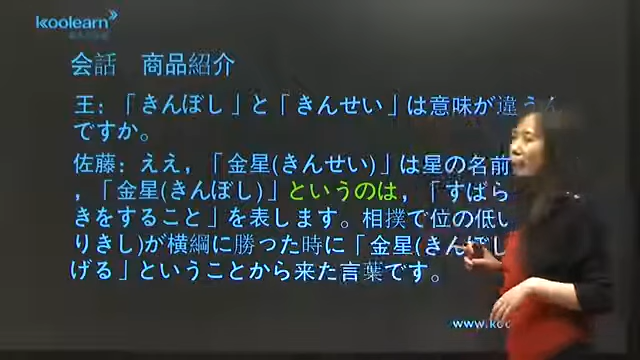 koolearn
会話 商品紹介
王:「きんぼし」と「きんせい」は意味が違うん
ですか。
佐藤:ええ,「金星(きんせい)」は星の名前
,「金星(きんぼし)」というのは,「すばら
きをすること」を表します。相撲で位の低い
りきし)が横綱に勝った時に「金星(きんぼし
げる」ということから来た言葉です。
www.koo